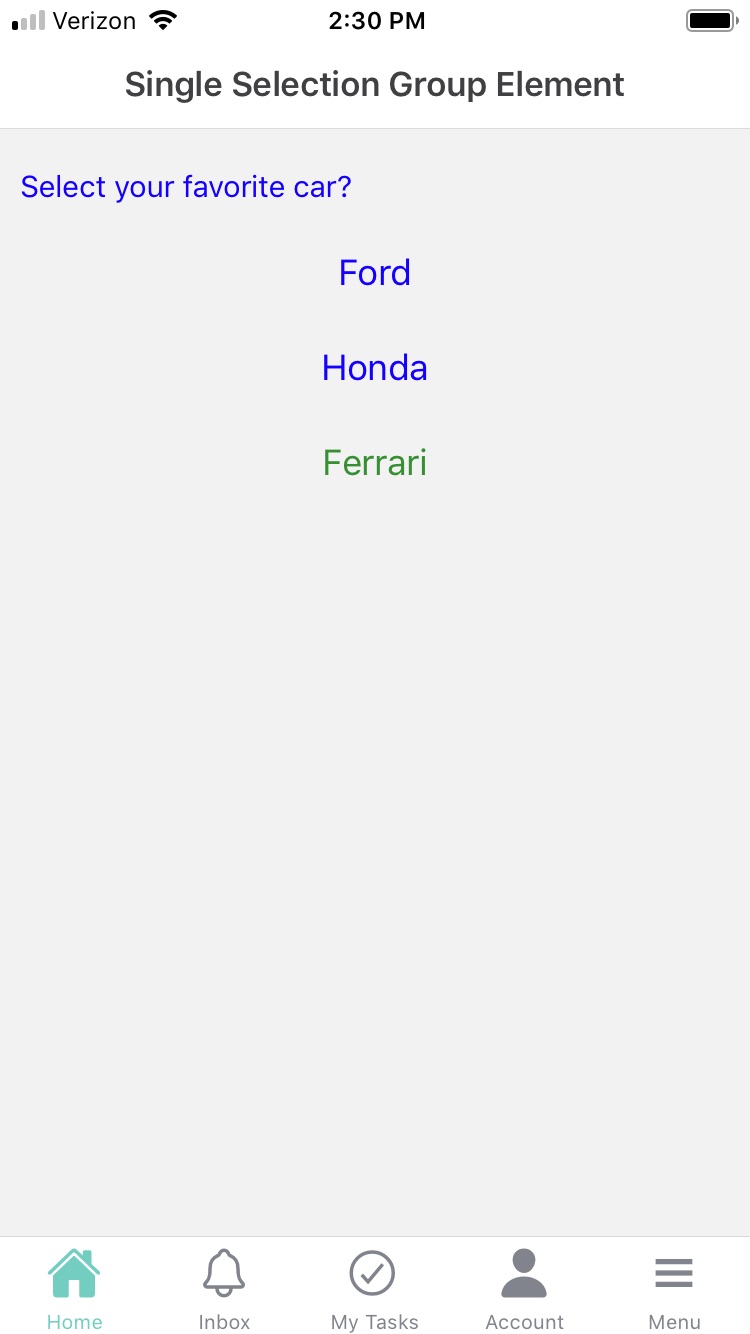 Verizon 2:30 PM
Single Selection Group Element
Select your favorite car?
Ford
Honda
Ferrari
Home Inbox My Tasks Account Menu